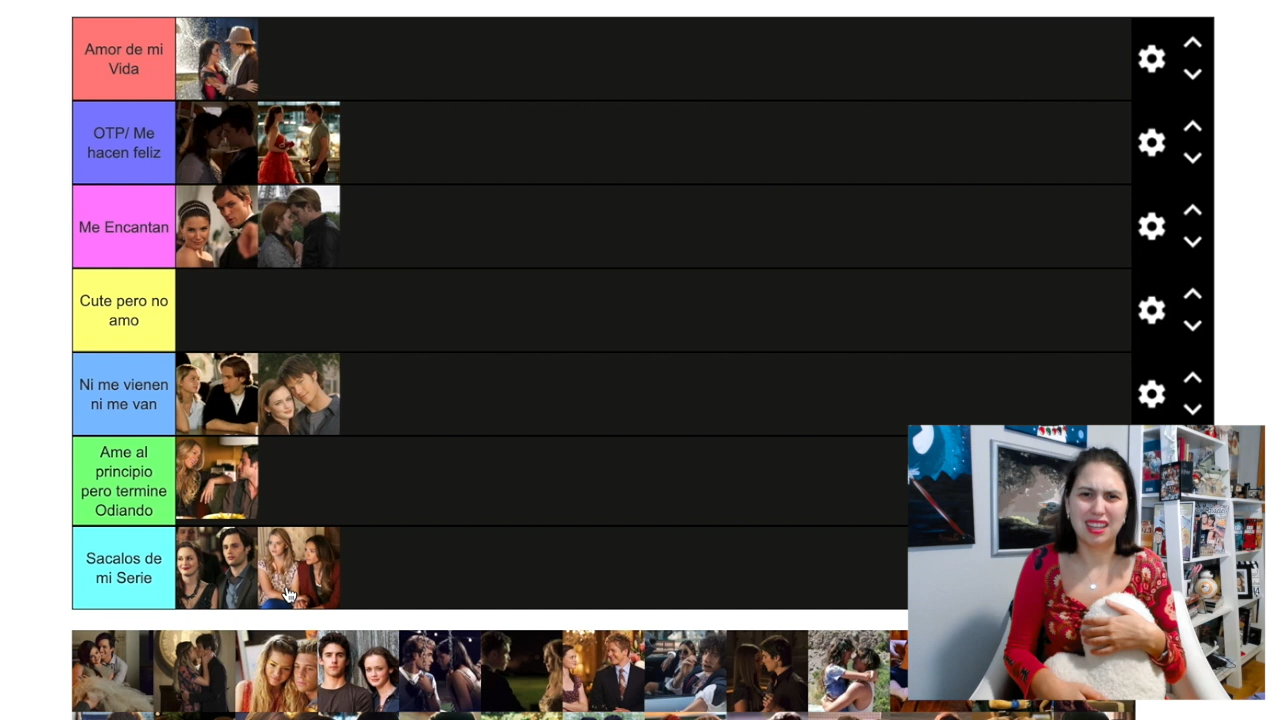 Amor de mi
Vida
OTP/ Me
hacen feliz
Me Encantan
Cute pero no
amo
Ni me vienen
ni me van
Ame al
principio
pero termine
Odiando
Sacalos de
mi Serie